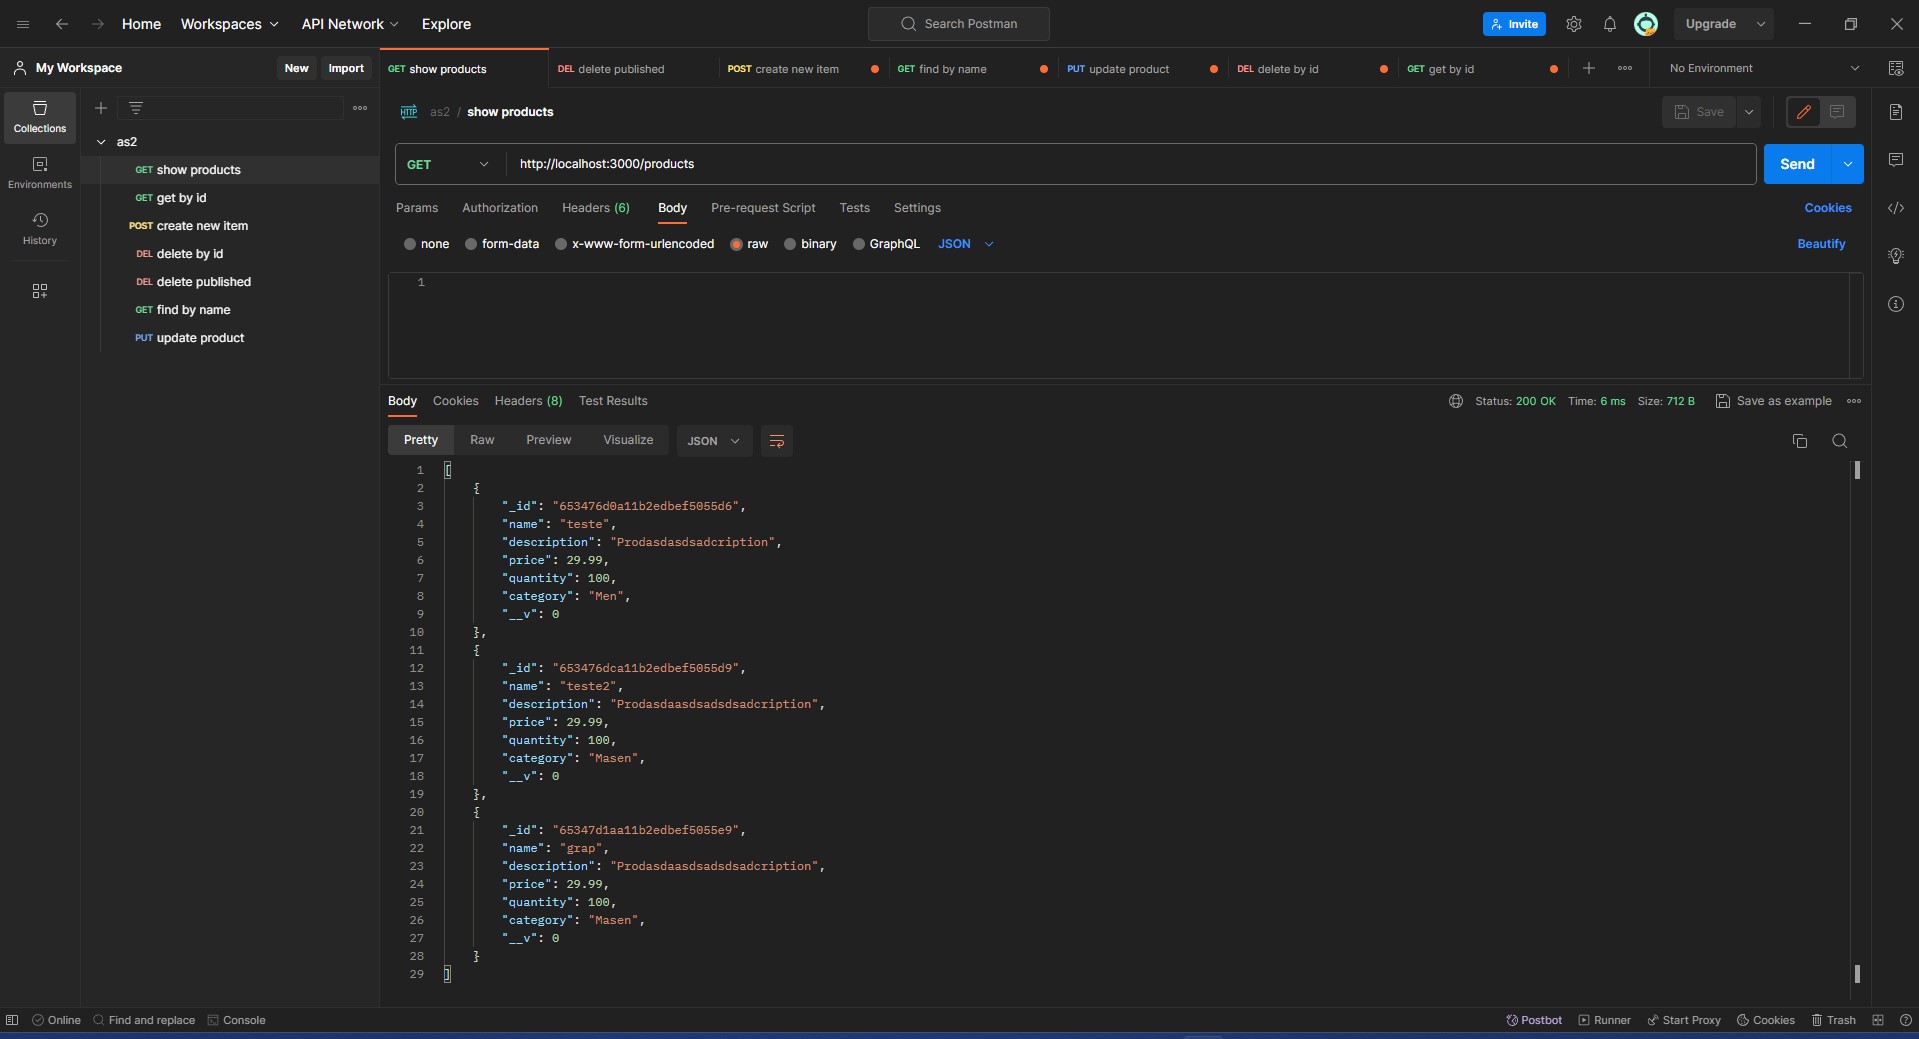 Home Workspaces API Network Explore Search Postman Invite Upgrade
My Workspace New Import
GET show products DEL delete published POST create new item GET find by name PUT update product DEL delete by id GET get by id No Environment
Collections
Environments
History
as2
GET show products
GET get by id
POST create new item
DEL delete by id
DEL delete published
GET find by name
PUT update product
HTTP as2 / show products Save
GET http://localhost:3000/products Send
Params Authorization Headers (6) Body Pre-request Script Tests Settings Cookies
none form-data x-www-form-urlencoded raw binary GraphQL JSON Beautify
1
Body Cookies Headers (8) Test Results Status: 200 OK Time: 6 ms Size: 712 B Save as example
Pretty Raw Preview Visualize JSON
1 [
2 {
3 "_id": "653476d0a11b2edbef5055d6",
4 "name": "teste",
5 "description": "Prodasdasdsadcription",
6 "price": 29.99,
7 "quantity": 100,
8 "category": "Men",
9 "__v": 0
10 },
11 {
12 "_id": "653476dca11b2edbef5055d9",
13 "name": "teste2",
14 "description": "Prodasdaasdsadsdsadcription",
15 "price": 29.99,
16 "quantity": 100,
17 "category": "Masen",
18 "__v": 0
19 },
20 {
21 "_id": "65347d1aa11b2edbef5055e9",
22 "name": "grap",
23 "description": "Prodasdaasdsadsdsadcription",
24 "price": 29.99,
25 "quantity": 100,
26 "category": "Masen",
27 "__v": 0
28 }
29 ]
Online Find and replace Console Postbot Runner Start Proxy Cookies Trash